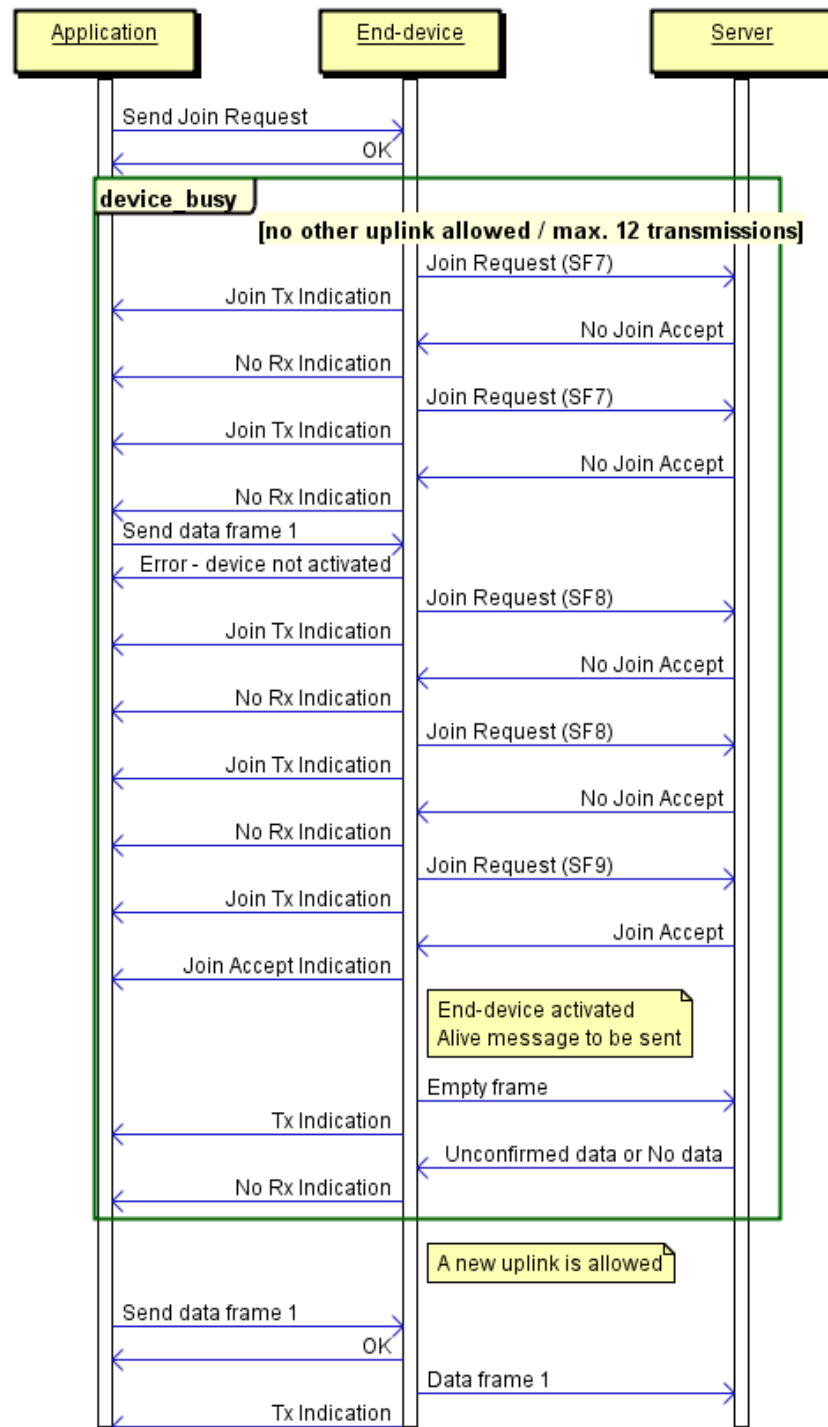 Application
End-device
Server
Send Join Request
OK
device_busy
[no other uplink allowed / max. 12 transmissions]
Join Request (SF7)
Join Tx Indication
No Join Accept
No Rx Indication
Join Request (SF7)
Join Tx Indication
No Join Accept
No Rx Indication
Send data frame 1
Error - device not activated
Join Request (SF8)
Join Tx Indication
No Join Accept
No Rx Indication
Join Request (SF8)
Join Tx Indication
No Join Accept
No Rx Indication
Join Request (SF9)
Join Tx Indication
Join Accept
Join Accept Indication
End-device activated
Alive message to be sent
Empty frame
Tx Indication
Unconfirmed data or No data
No Rx Indication
A new uplink is allowed
Send data frame 1
OK
Data frame 1
Tx Indication